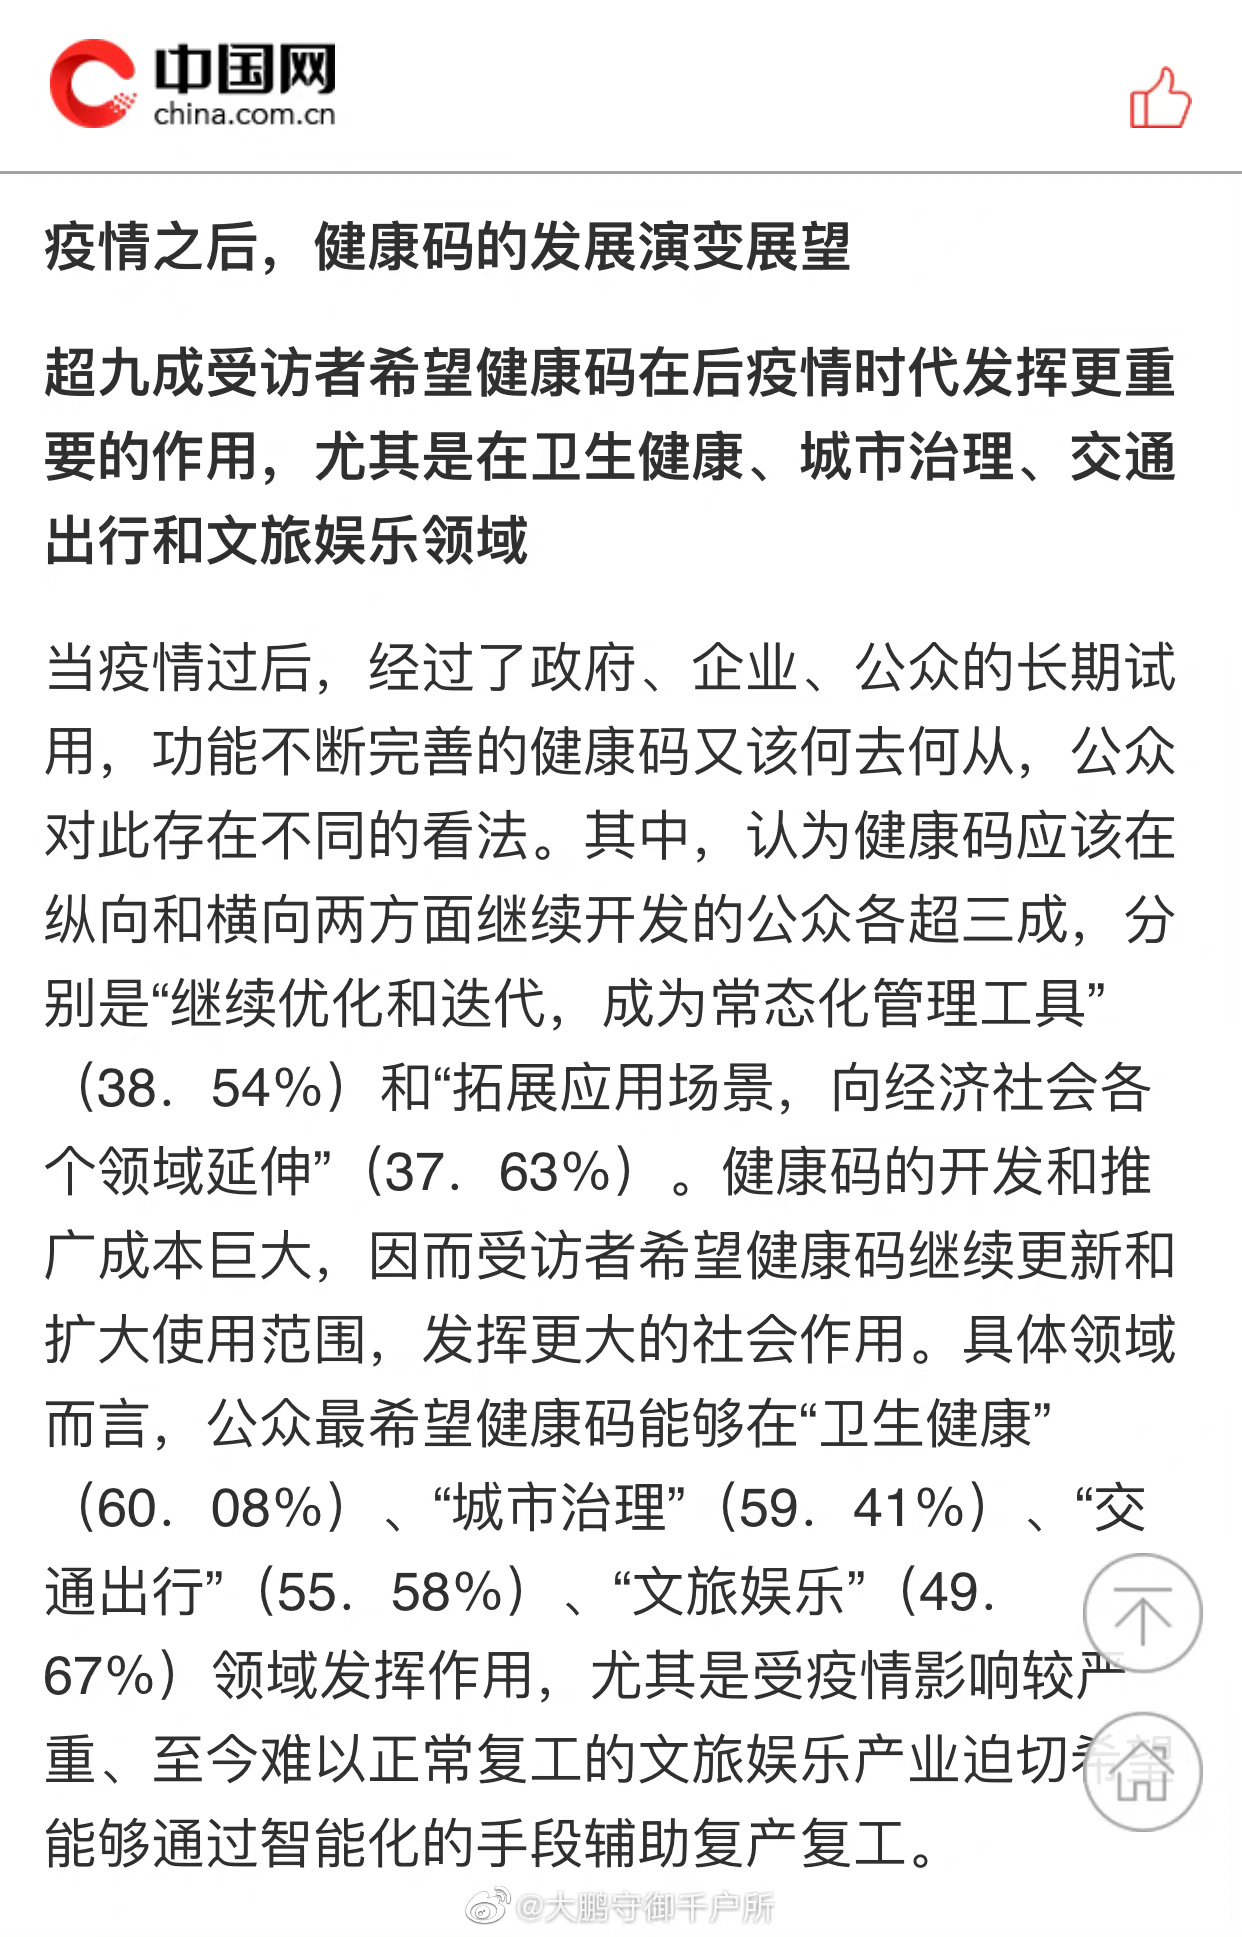 中国网
china.com.cn
疫情之后，健康码的发展演变展望
超九成受访者希望健康码在后疫情时代发挥更重
要的作用，尤其是在卫生健康、城市治理、交通
出行和文旅娱乐领域
当疫情过后，经过了政府、企业、公众的长期试
用，功能不断完善的健康码又该何去何从，公众
对此存在不同的看法。其中，认为健康码应该在
纵向和横向两方面继续开发的公众各超三成，分
别是“继续优化和迭代，成为常态化管理工具”
（38．54%）和“拓展应用场景，向经济社会各
个领域延伸”（37．63%）。健康码的开发和推
广成本巨大，因而受访者希望健康码继续更新和
扩大使用范围，发挥更大的社会作用。具体领域
而言，公众最希望健康码能够在“卫生健康”
（60．08%）、“城市治理”（59．41%）、“交
通出行”（55．58%）、“文旅娱乐”（49．
67%）领域发挥作用，尤其是受疫情影响较严
重、至今难以正常复工的文旅娱乐产业迫切希望
能够通过智能化的手段辅助复产复工。
@大鹏守御千户所